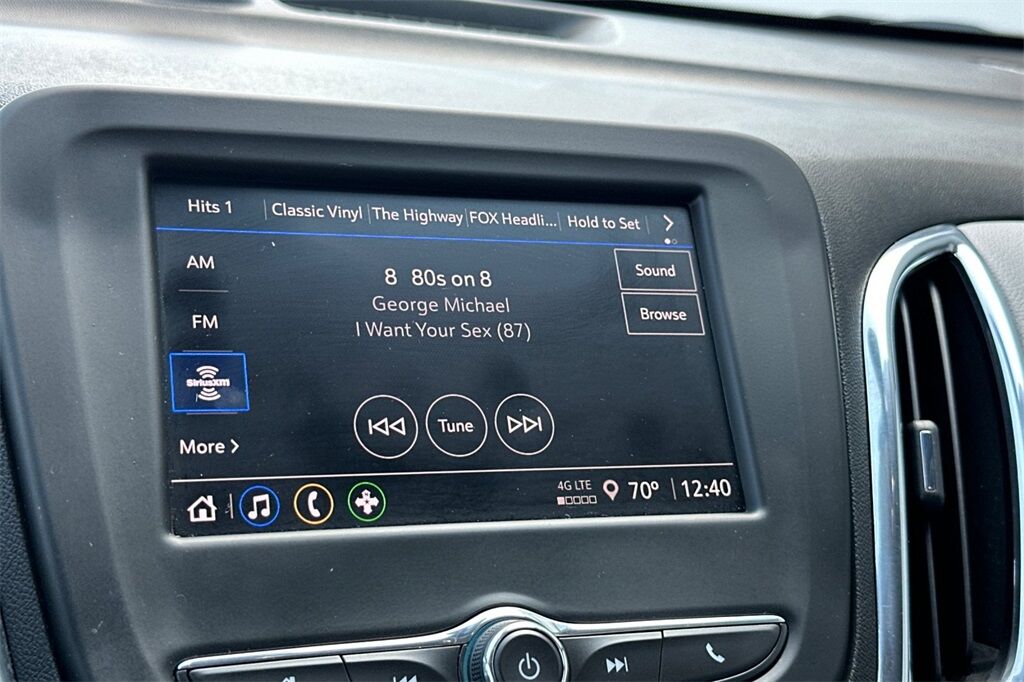 Hits 1 Classic Vinyl The Highway FOX Headli... Hold to Set
AM
8 80s on 8
Sound
George Michael
FM
I Want Your Sex (87)
Browse
SiriusXM
Tune
More
4G LTE
70° 12:40